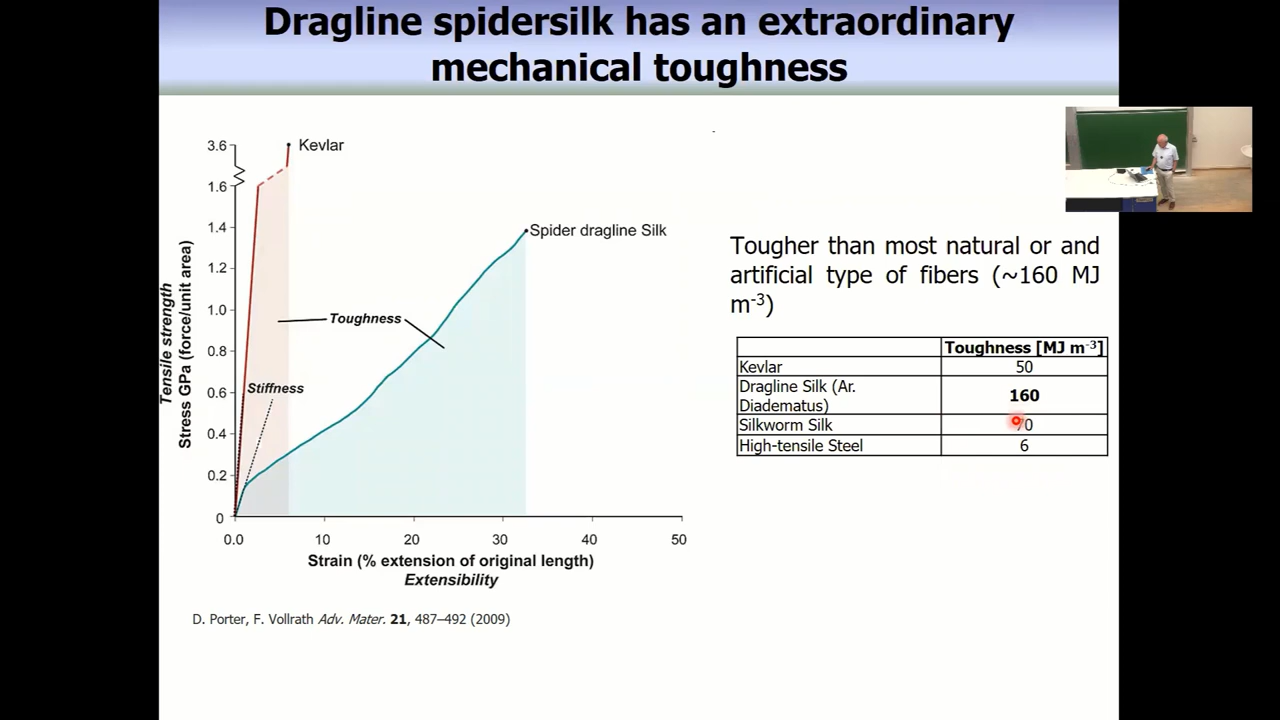 Dragline spidersilk has an extraordinary
mechanical toughness
3.6
Kevlar
1.6
1.4
Spider dragline Silk
1.2
1.0
Toughness
0.8
0.6
Stiffness
0.4
0.2
0
Tensile strength
Stress GPa (force/unit area)
0.0 10 20 30 40 50
Strain (% extension of original length)
Extensibility
D. Porter, F. Vollrath Adv. Mater. 21, 487–492 (2009)
Tougher than most natural or and
artificial type of fibers (~160 MJ
m-3)
Toughness [MJ m-3]
Kevlar 50
Dragline Silk (Ar.
Diadematus) 160
Silkworm Silk 70
High-tensile Steel 6